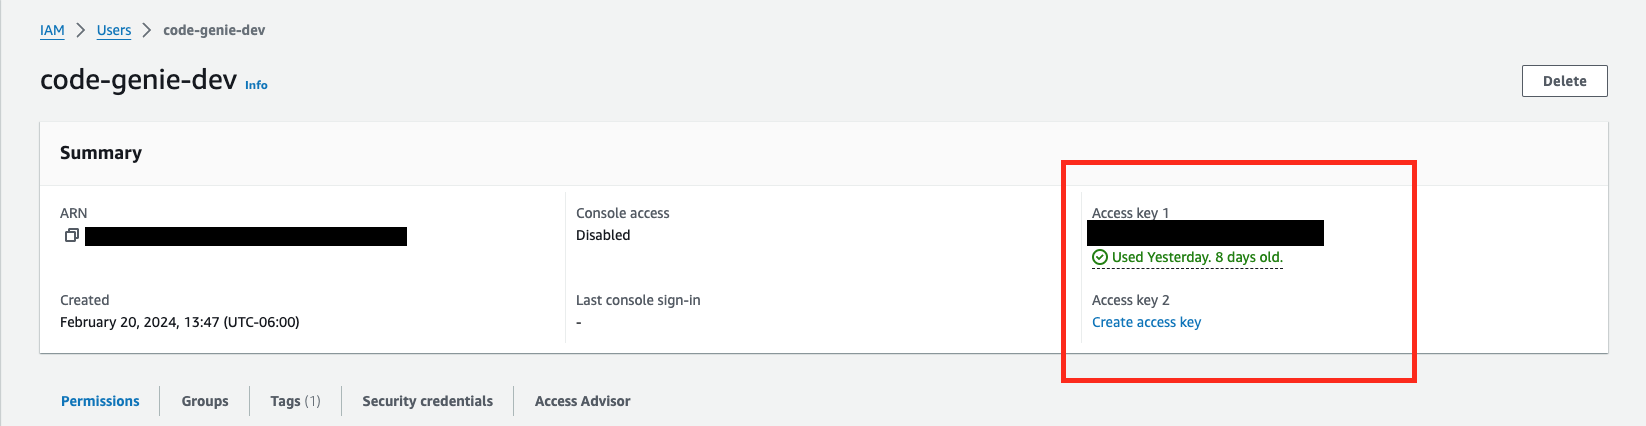 IAM > Users > code-genie-dev
code-genie-dev Info
Delete
Summary
ARN
Created
February 20, 2024, 13:47 (UTC-06:00)
Console access
Disabled
Last console sign-in
-
Access key 1
Used Yesterday. 8 days old.
Access key 2
Create access key
Permissions
Groups
Tags (1)
Security credentials
Access Advisor